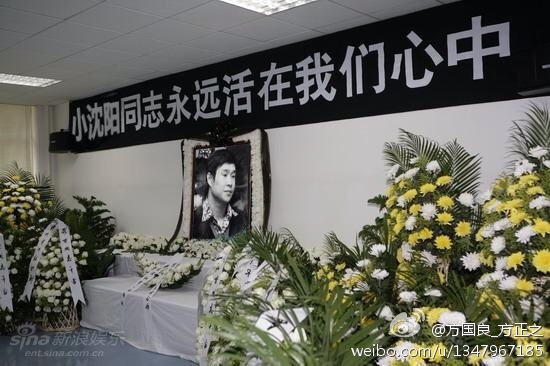 小沈阳同志永远活在我们心中
sina 新浪娱乐
ent.sina.com.cn
@万国良_方正之
weibo.com/u/1347967185